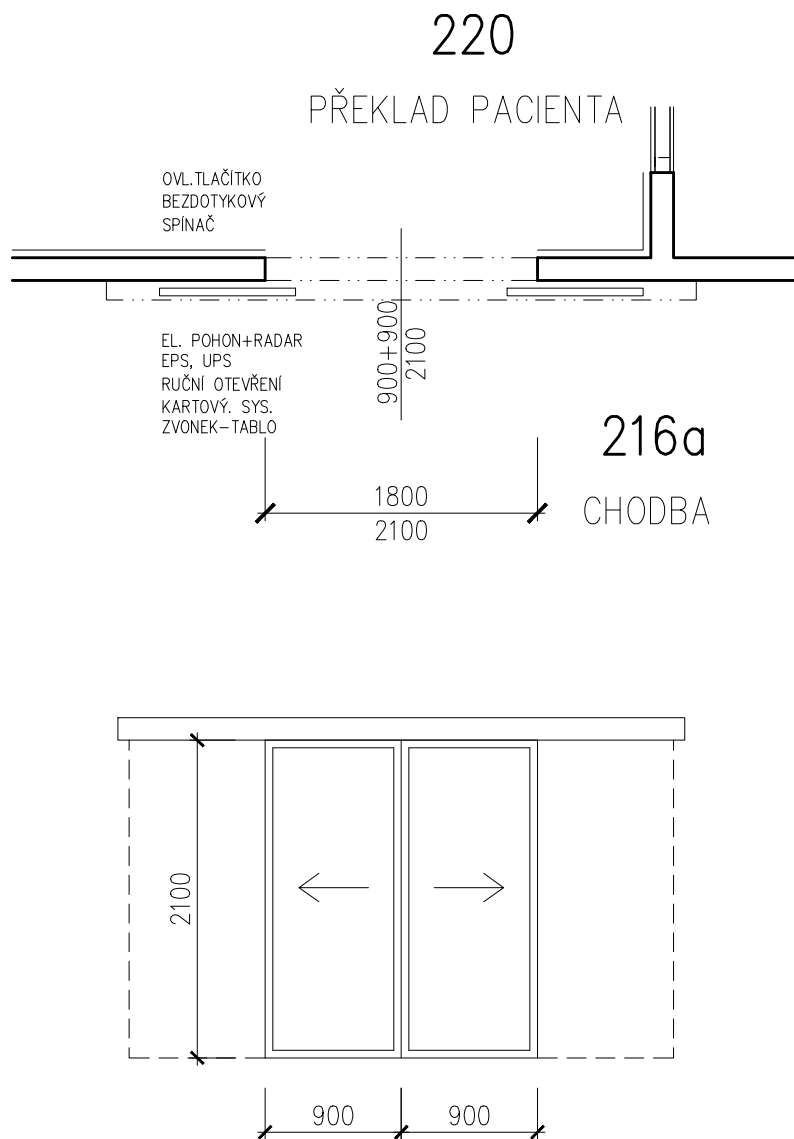 220
PŘEKLAD PACIENTA
OVL.TLAČÍTKO
BEZDOTYKOVÝ
SPÍNAČ
900+900
2100
EL. POHON+RADAR
EPS, UPS
RUČNÍ OTEVŘENÍ
KARTOVÝ. SYS.
ZVONEK-TABLO
216a
CHODBA
1800
2100
2100
900
900